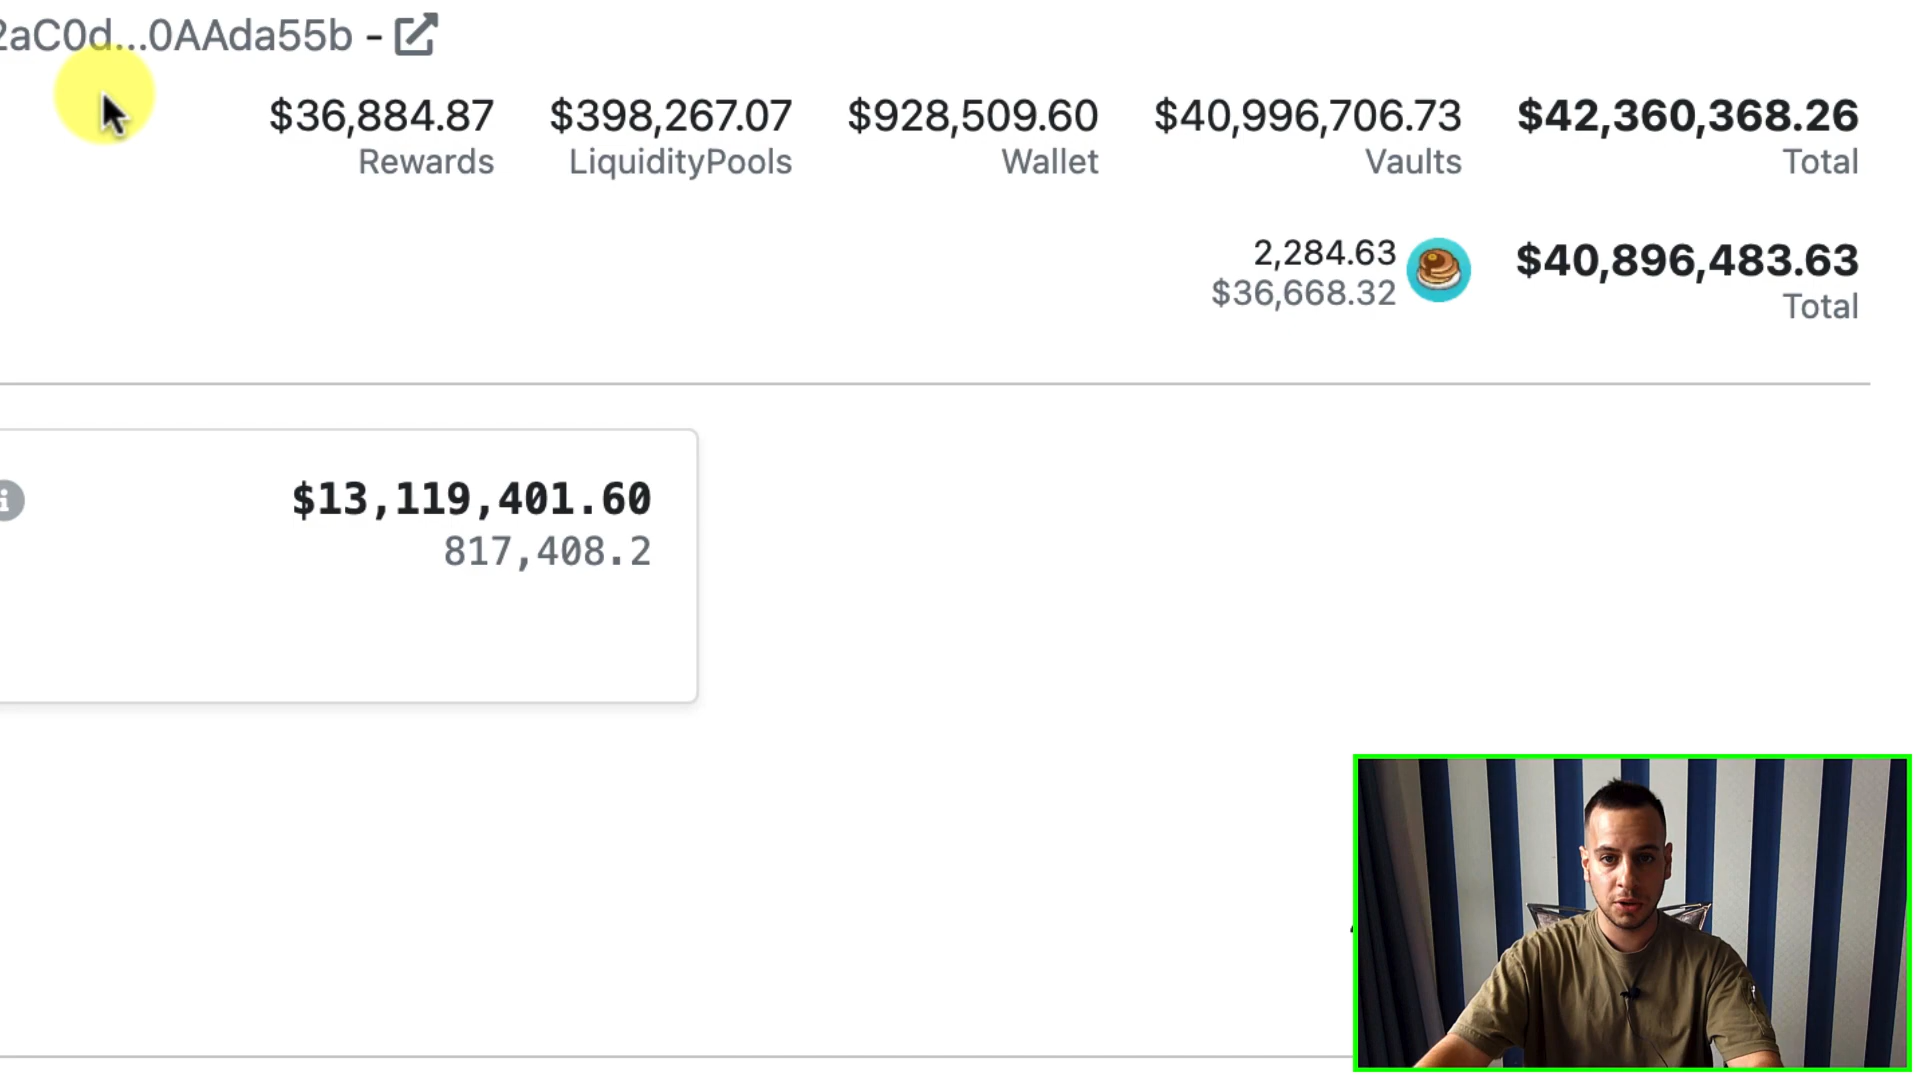 2aC0d...0AAda55b -
$36,884.87 $398,267.07 $928,509.60 $40,996,706.73 $42,360,368.26
Rewards LiquidityPools Wallet Vaults Total
2,284.63
$36,668.32
$40,896,483.63
Total
$13,119,401.60
817,408.2